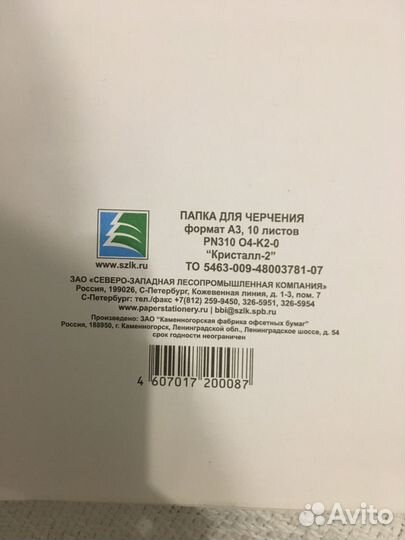 ПАПКА ДЛЯ ЧЕРЧЕНИЯ
формат А3, 10 листов
PN310 О4-К2-0
"Кристалл-2"
ТО 5463-009-48003781-07
www.szlk.ru
ЗАО «СЕВЕРО-ЗАПАДНАЯ ЛЕСОПРОМЫШЛЕННАЯ КОМПАНИЯ»
Россия, 199026, С-Петербург, Кожевенная линия, д. 1-3, пом. 7
С-Петербург: тел./факс +7(812) 259-9450, 326-5951, 326-5954
www.paperstationery.ru | bbi@szlk.spb.ru
Произведено: ЗАО "Каменногорская фабрика офсетных бумаг"
Россия, 188950, г. Каменногорск, Ленинградской обл., Ленинградское шоссе, д. 54
срок годности неограничен
4 607017 200087
Avito